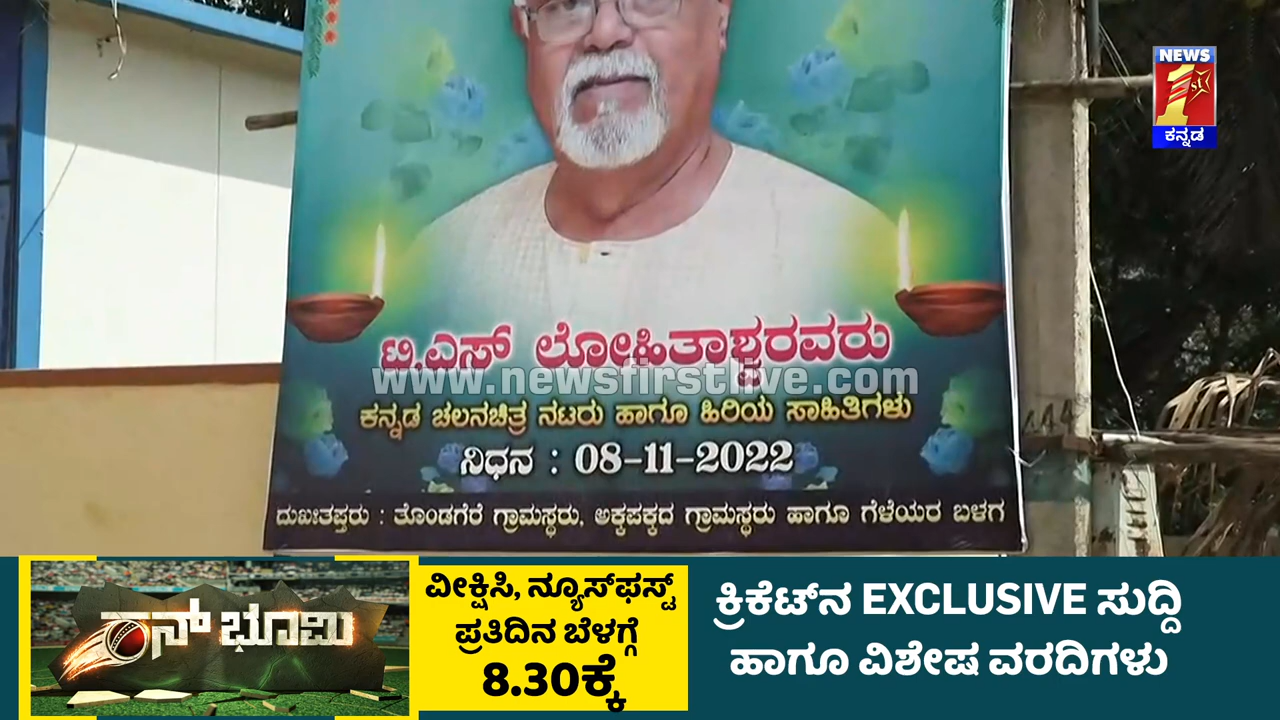 NEWS
1st
ಕನ್ನಡ
ಟಿ.ಎಸ್ ಲೋಹಿತಾಶ್ವರವರು
www.newsfirstlive.com
ಕನ್ನಡ ಚಲನಚಿತ್ರ ನಟರು ಹಾಗೂ ಹಿರಿಯ ಸಾಹಿತಿಗಳು
ನಿಧನ : 08-11-2022
ದುಃಖತಪ್ತರು : ತೊಂಡಗೆರೆ ಗ್ರಾಮಸ್ಥರು, ಅಕ್ಕಪಕ್ಕದ ಗ್ರಾಮಸ್ಥರು ಹಾಗೂ ಗೆಳೆಯರ ಬಳಗ
ರನ್ ಭೂಮಿ
ವೀಕ್ಷಿಸಿ, ನ್ಯೂಸ್‌ಫಸ್ಟ್
ಪ್ರತಿದಿನ ಬೆಳಗ್ಗೆ
8.30ಕ್ಕೆ
ಕ್ರಿಕೆಟ್‌ನ EXCLUSIVE ಸುದ್ದಿ
ಹಾಗೂ ವಿಶೇಷ ವರದಿಗಳು